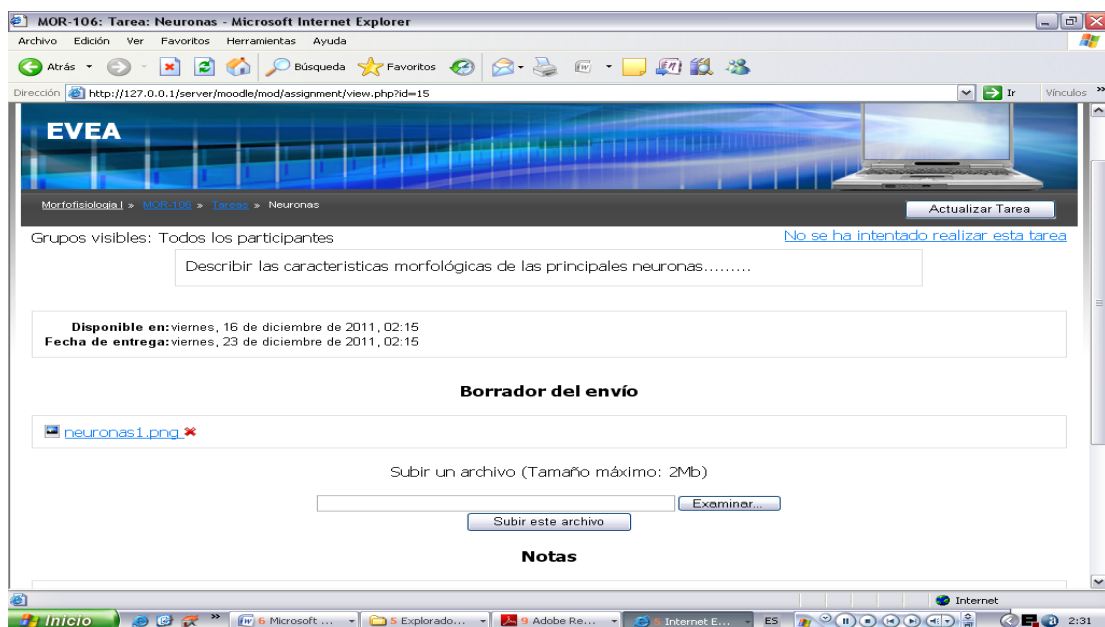 MOR-106: Tarea: Neuronas - Microsoft Internet Explorer
Archivo Edición Ver Favoritos Herramientas Ayuda
Atrás Búsqueda Favoritos
Dirección http://127.0.0.1/server/moodle/mod/assignment/view.php?id=15 Ir Vínculos »
EVEA
Morfofisiologia I » MOR-106 » Tareas » Neuronas Actualizar Tarea
Grupos visibles: Todos los participantes No se ha intentado realizar esta tarea
Describir las caracteristicas morfológicas de las principales neuronas.........
Disponible en: viernes, 16 de diciembre de 2011, 02:15
Fecha de entrega: viernes, 23 de diciembre de 2011, 02:15
Borrador del envío
neuronas1.png
Subir un archivo (Tamaño máximo: 2Mb)
Examinar...
Subir este archivo
Notas
Internet
Inicio » 6 Microsoft ... 5 Explorado... 9 Adobe Re... 5 Internet E... ES 2:31